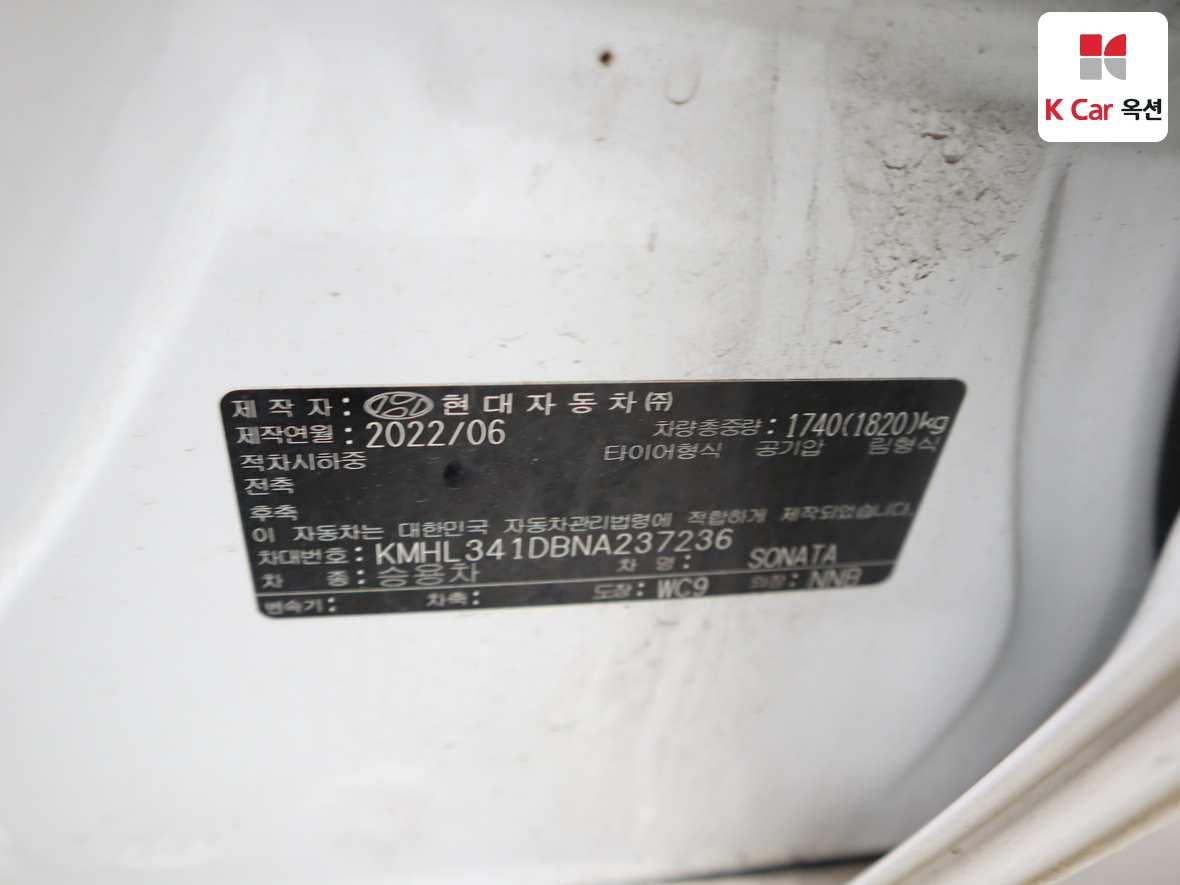 K Car 옥션
제 작 자 : 현 대 자 동 차 ㈜
제작연월 : 2022/06 차량총중량 : 1740(1820)kg
적차시하중 타이어형식 공기압 림형식
전축
후축
이 자동차는 대한민국 자동차관리법령에 적합하게 제작되었습니다.
차대번호 : KMHL341DBNA237236
차 종 : 승용차 차 명 : SONATA
변속기 : 차축 : 도장 : WC9 의장 : NNB